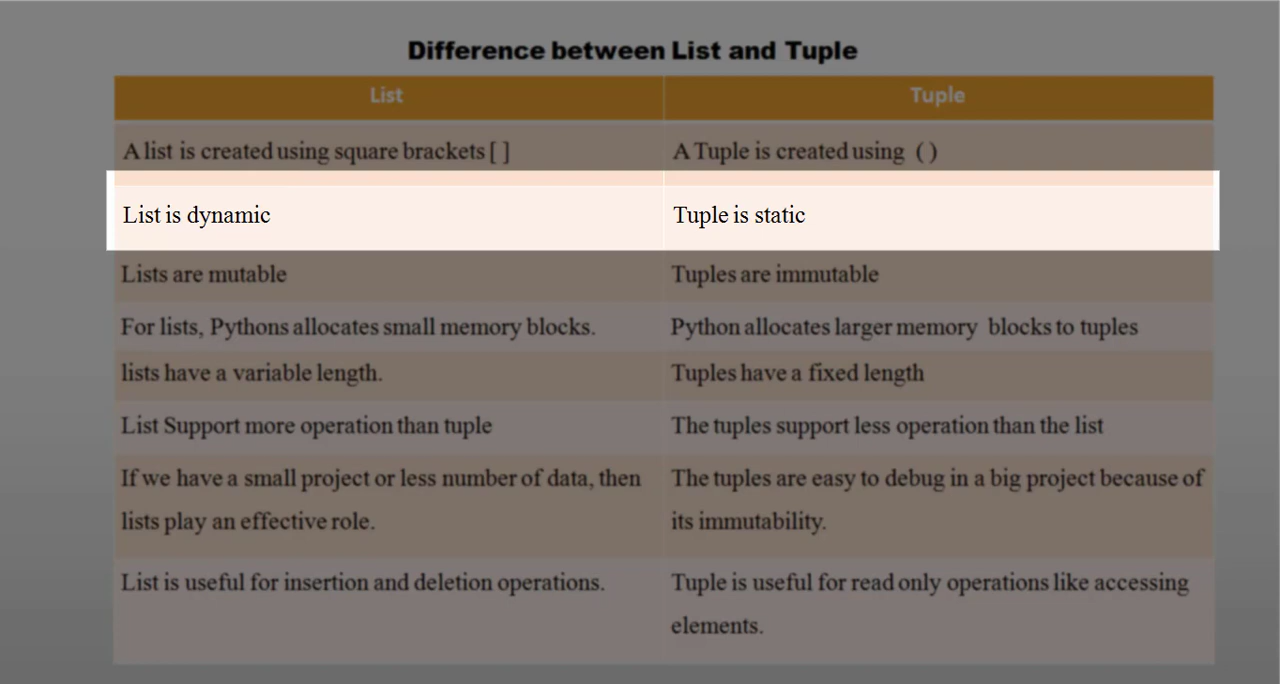 Difference between List and Tuple
List Tuple
A list is created using square brackets [ ] A Tuple is created using ( )
List is dynamic Tuple is static
Lists are mutable Tuples are immutable
For lists, Pythons allocates small memory blocks. Python allocates larger memory blocks to tuples
lists have a variable length. Tuples have a fixed length
List Support more operation than tuple The tuples support less operation than the list
If we have a small project or less number of data, then The tuples are easy to debug in a big project because of
lists play an effective role. its immutability.
List is useful for insertion and deletion operations. Tuple is useful for read only operations like accessing
elements.